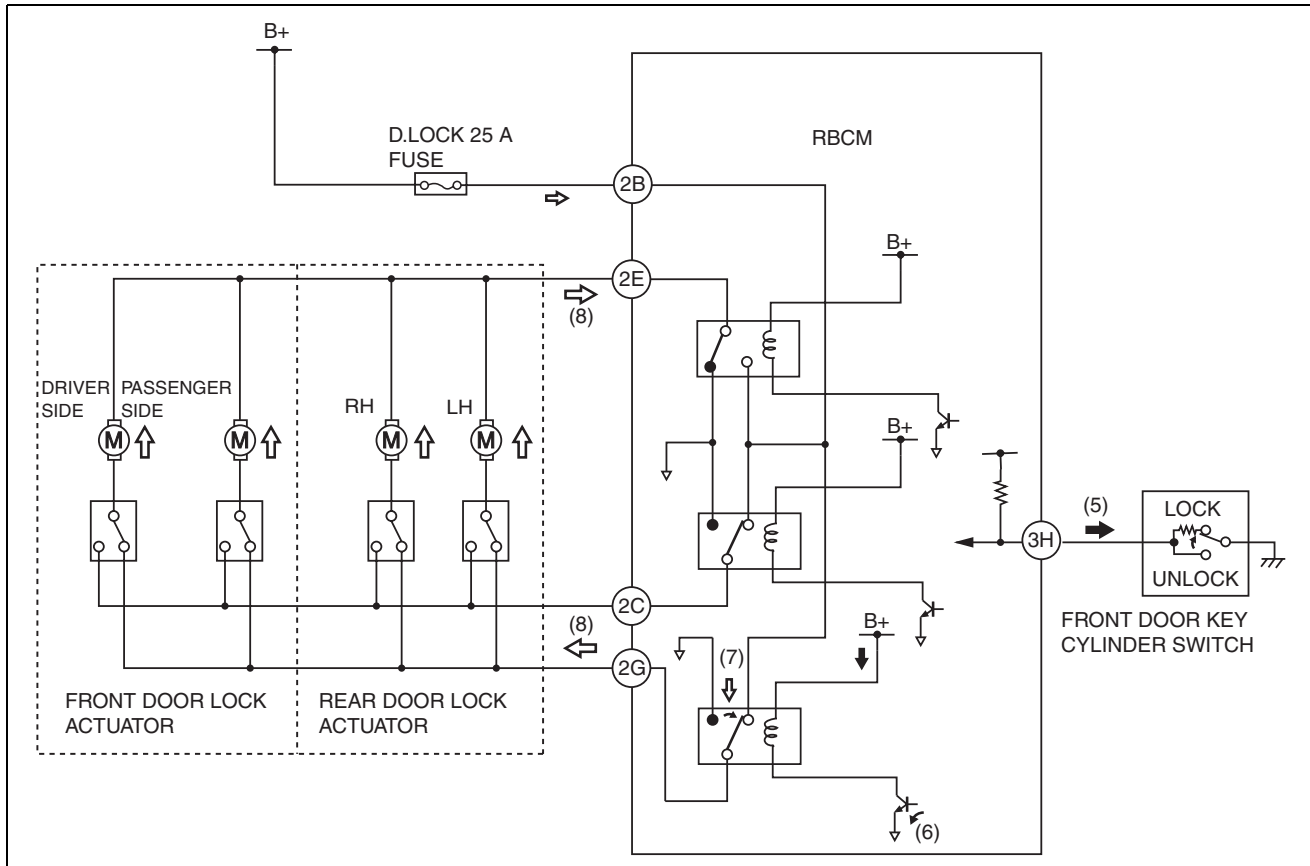 B+
D.LOCK 25 A
FUSE
RBCM
2B
B+
2E
(8)
DRIVER PASSENGER
SIDE SIDE
RH
LH
M
M
M
M
B+
(5)
LOCK
3H
UNLOCK
2C
FRONT DOOR KEY
CYLINDER SWITCH
B+
(8)
2G
(7)
FRONT DOOR LOCK
ACTUATOR
REAR DOOR LOCK
ACTUATOR
(6)